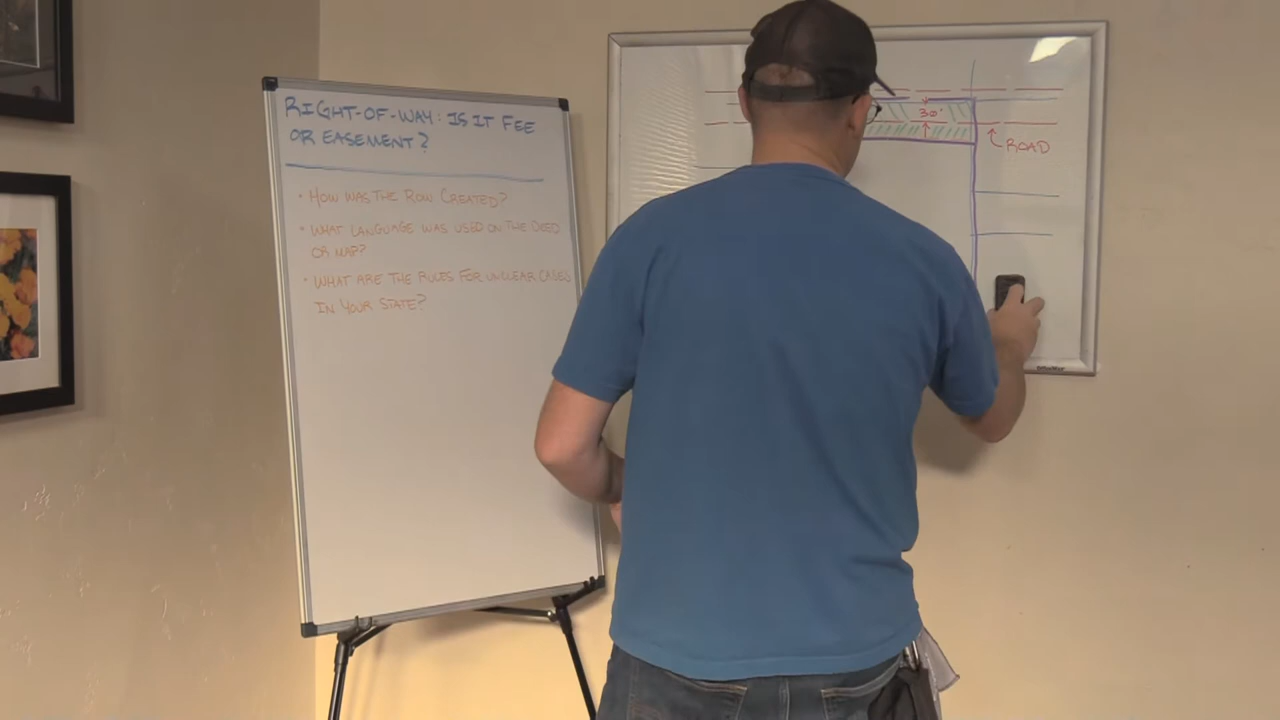 RIGHT-OF-WAY: IS IT FEE
OR EASEMENT?
• HOW WAS THE ROW CREATED?
• WHAT LANGUAGE WAS USED ON THE DEED
OR MAP?
• WHAT ARE THE RULES FOR UNCLEAR CASES
IN YOUR STATE?
30'
ROAD